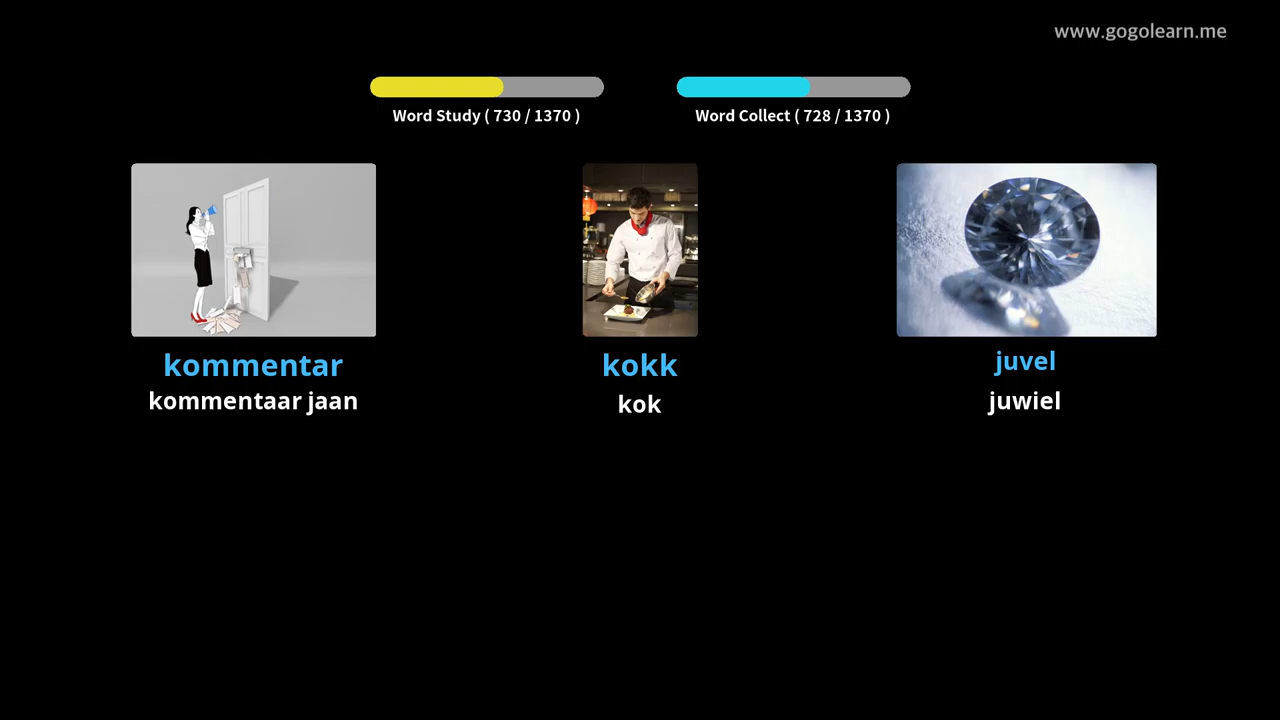 www.gogolearn.me
Word Study ( 730 / 1370 )
Word Collect ( 728 / 1370 )
kommentar
kommentaar jaan
kokk
kok
juvel
juwiel